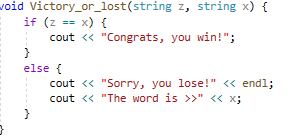 void Victory_or_lost(string z, string x) {
    if (z == x) {
        cout << "Congrats, you win!";
    }
    else {
        cout << "Sorry, you lose!" << endl;
        cout << "The word is >>" << x;
    }
}